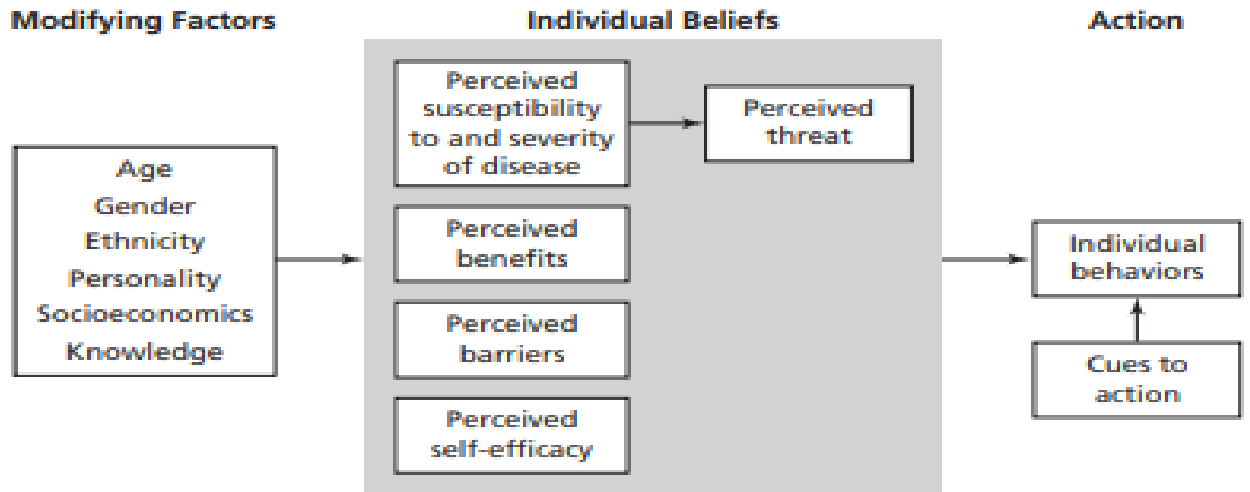 Modifying Factors
Individual Beliefs
Action
Age
Gender
Ethnicity
Personality
Socioeconomics
Knowledge
Perceived
susceptibility
to and severity
of disease
Perceived
threat
Perceived
benefits
Perceived
barriers
Perceived
self-efficacy
Individual
behaviors
Cues to
action